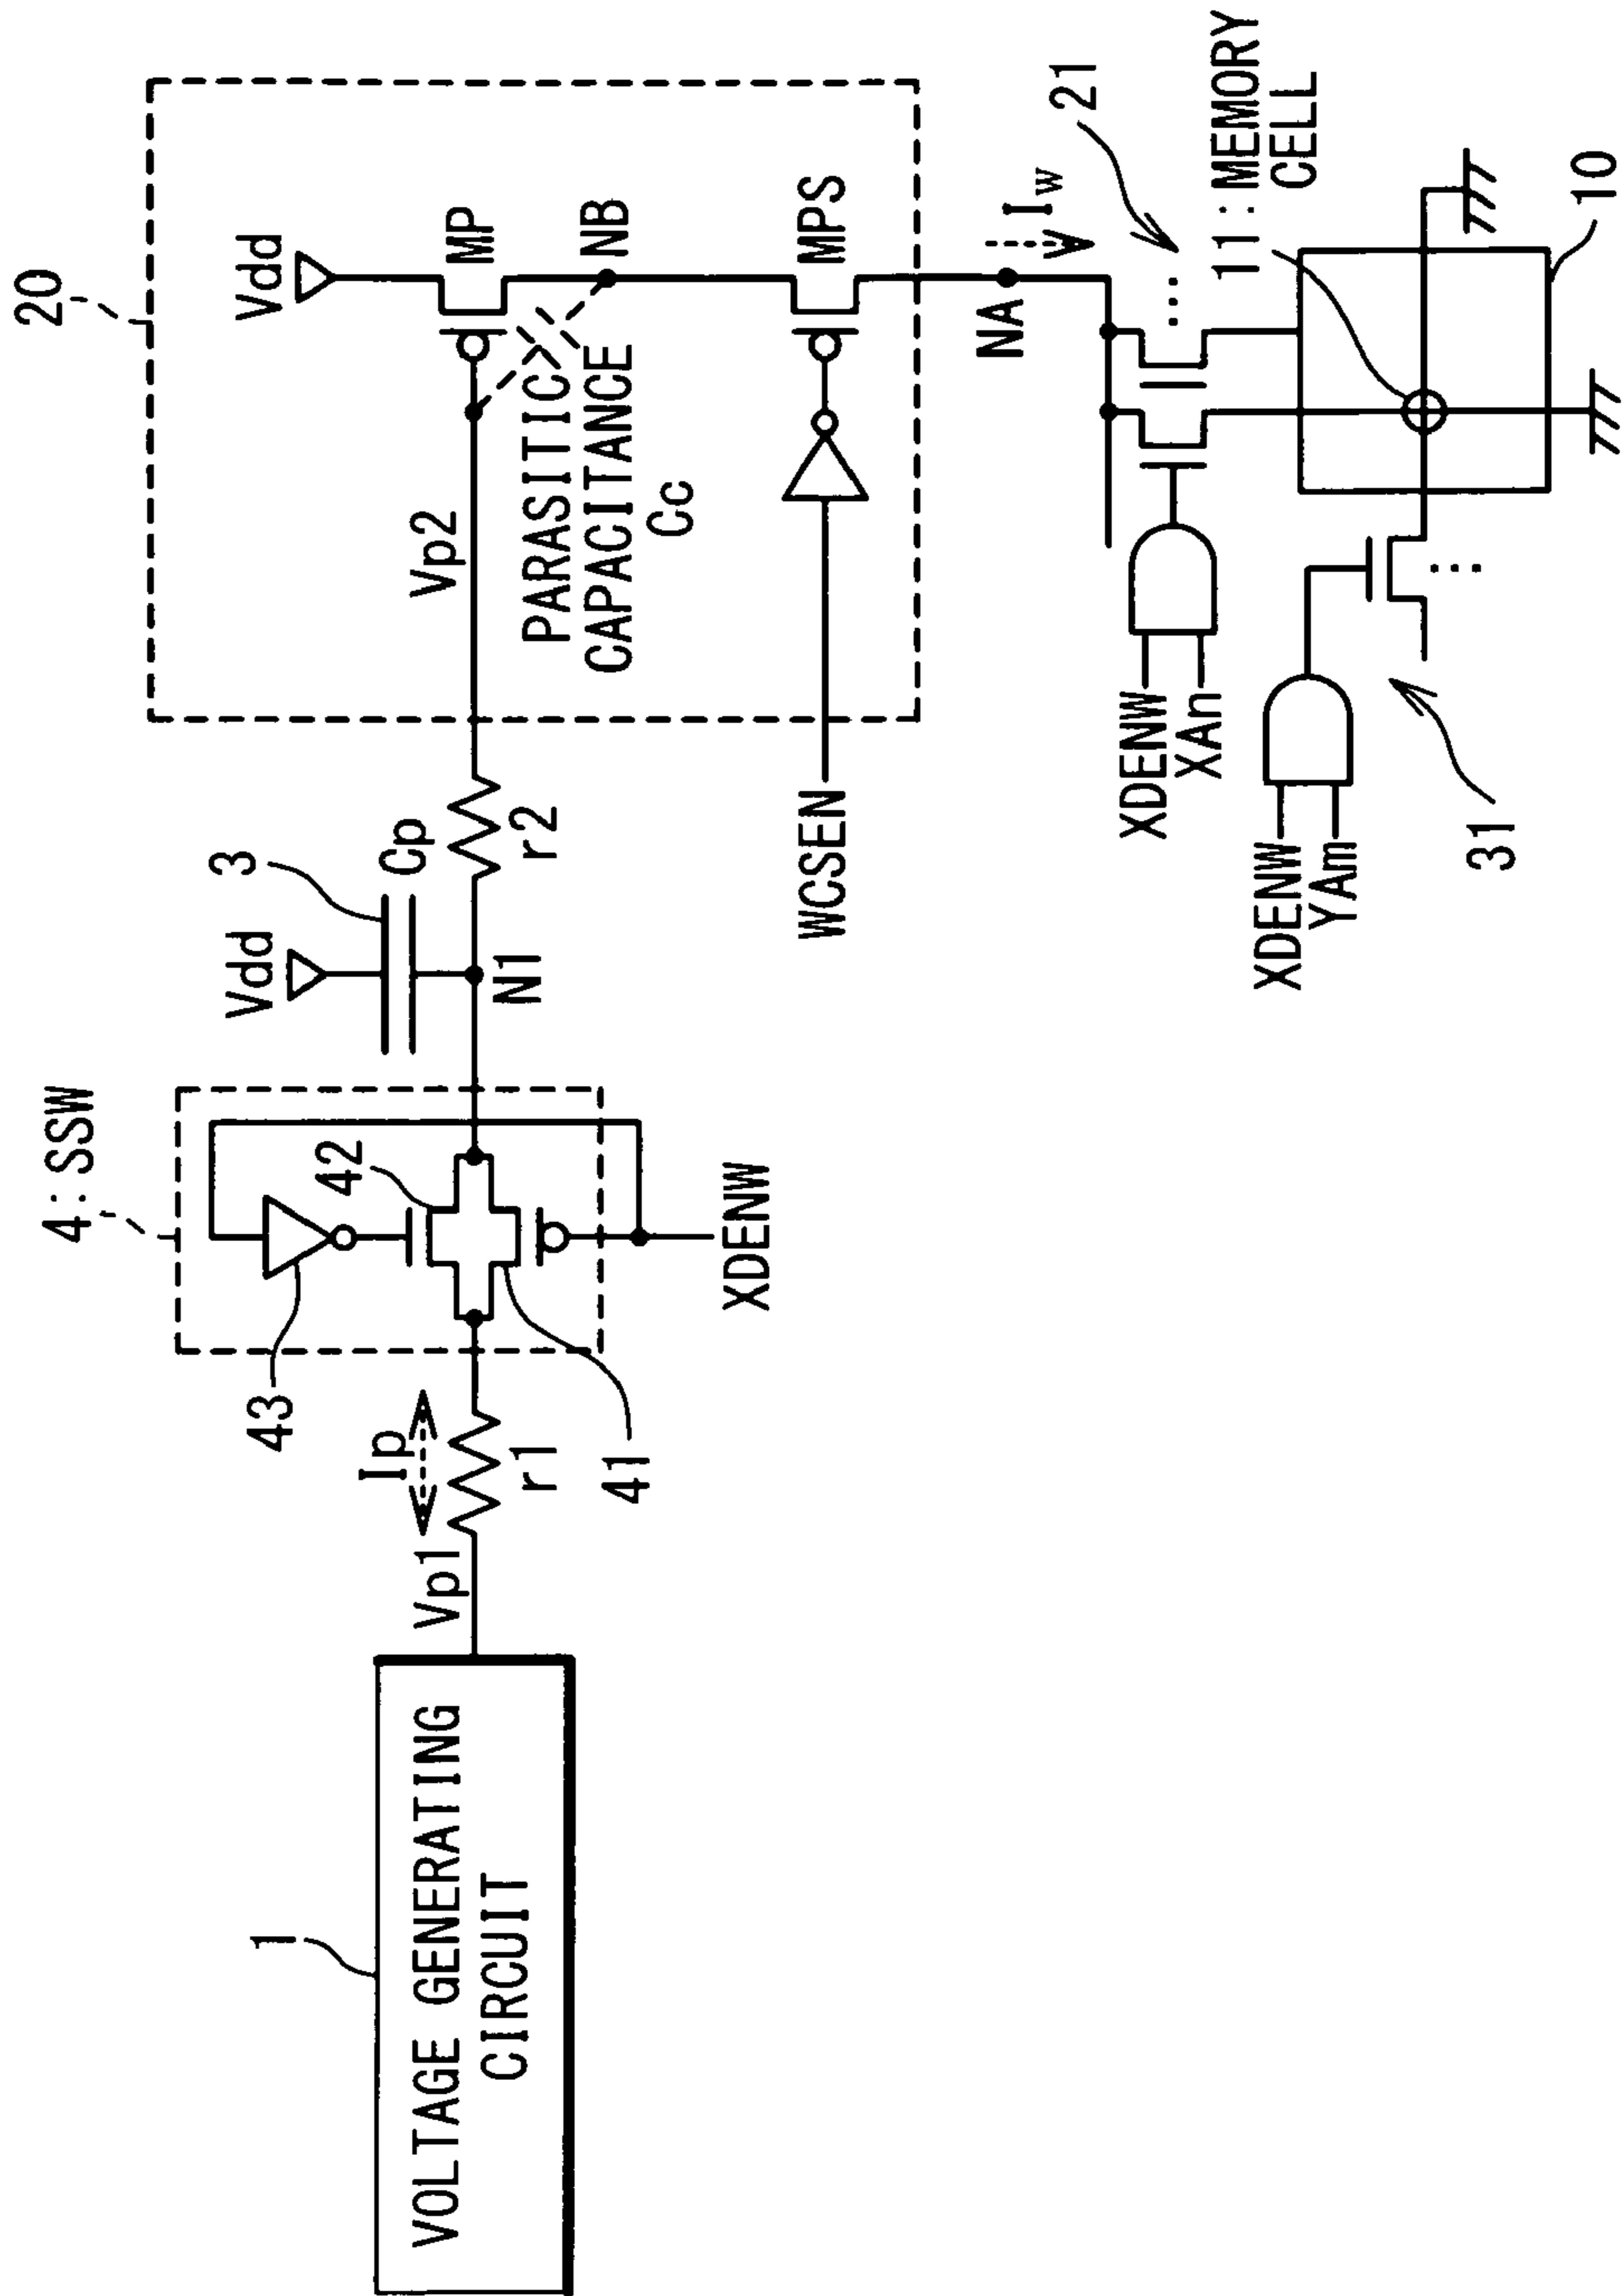 1
VOLTAGE GENERATING
CIRCUIT
Vp1
Ip
r1
4:SSW
43
42
41
XDENW
Vdd
3
Cp
N1
r2
20
Vdd
MP
Vp2
NB
PARASITIC
CAPACITANCE
Cc
MPS
WCSEN
NA
Iw
21
...
XDENW
XAn
11:MEMORY
CELL
XDENW
YAm
...
31
10